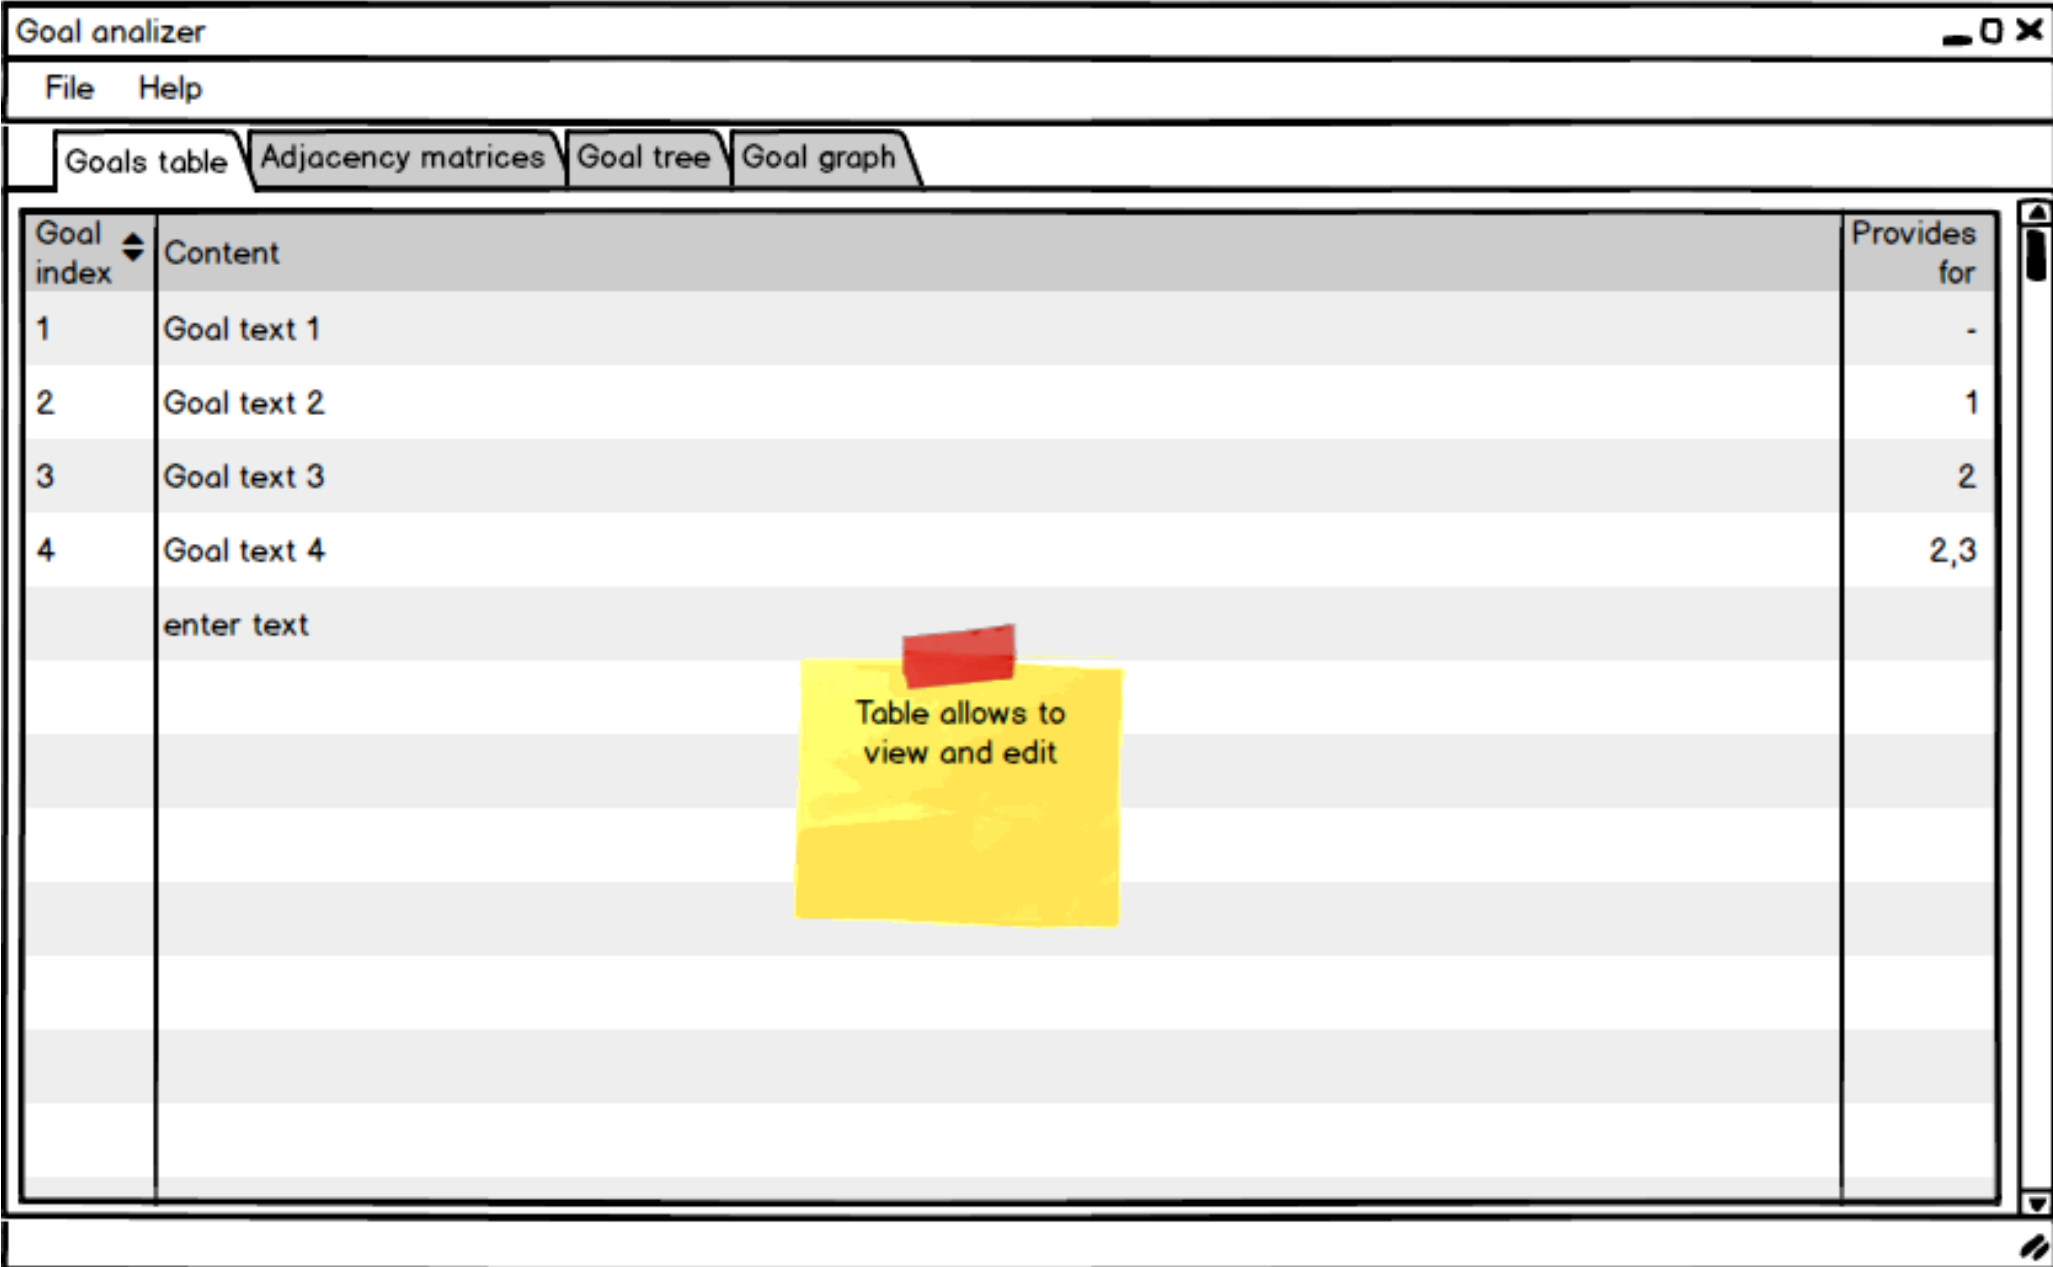 Goal analizer
File Help
Goals table Adjacency matrices Goal tree Goal graph
Goal index Content Provides for
1 Goal text 1 -
2 Goal text 2 1
3 Goal text 3 2
4 Goal text 4 2,3
enter text
Table allows to
view and edit